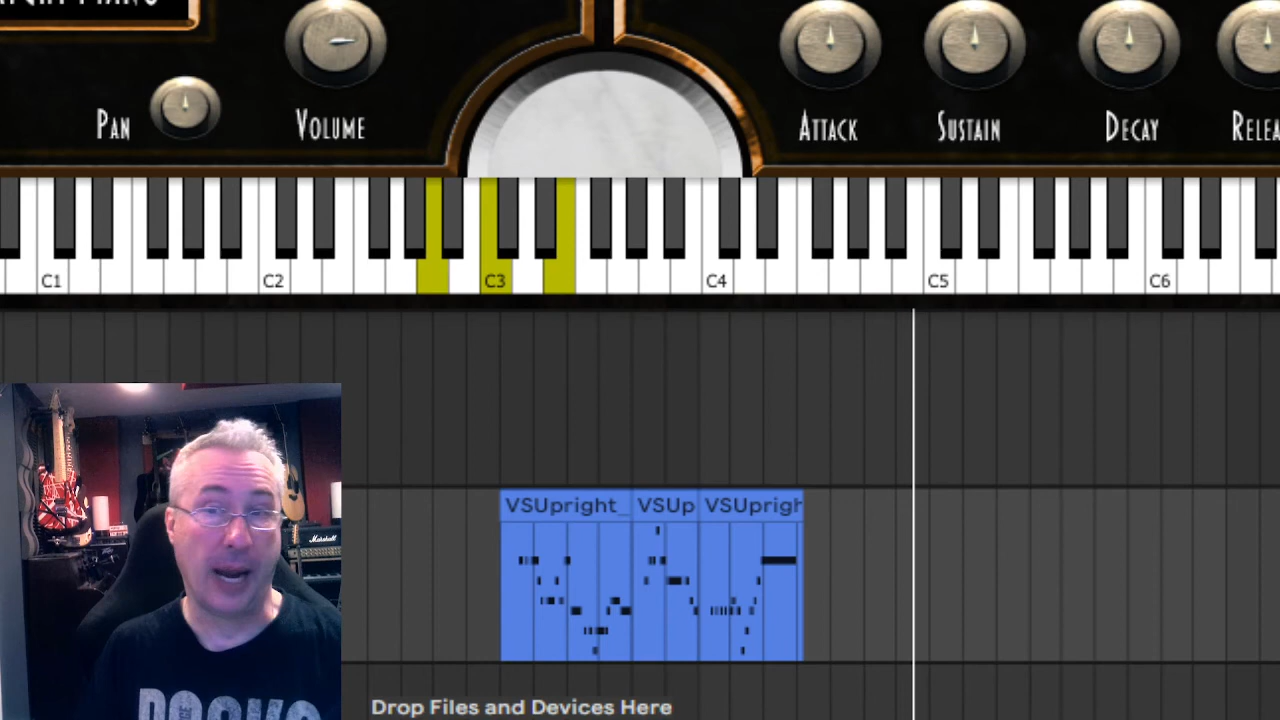 PAN
VOLUME
ATTACK
SUSTAIN
DECAY
C1
C2
C3
C4
C5
C6
VSUpright_
VSUp
VSUprigh
Marshall
Drop Files and Devices Here